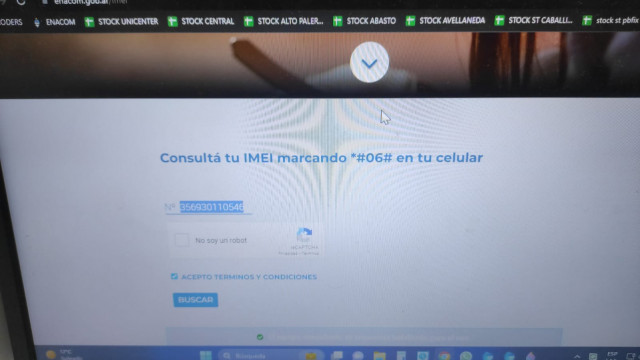 enacom.gob.ar/imei
ODERS ENACOM STOCK UNICENTER STOCK CENTRAL STOCK ALTO PALER... STOCK ABASTO STOCK AVELLANEDA STOCK ST CABALLI... stock st pbfix
Consultá tu IMEI marcando *#06# en tu celular
Nº 356930110546
No soy un robot
reCAPTCHA
Privacidad - Términos
ACEPTO TERMINOS Y CONDICIONES
BUSCAR
Búsqueda
ESP